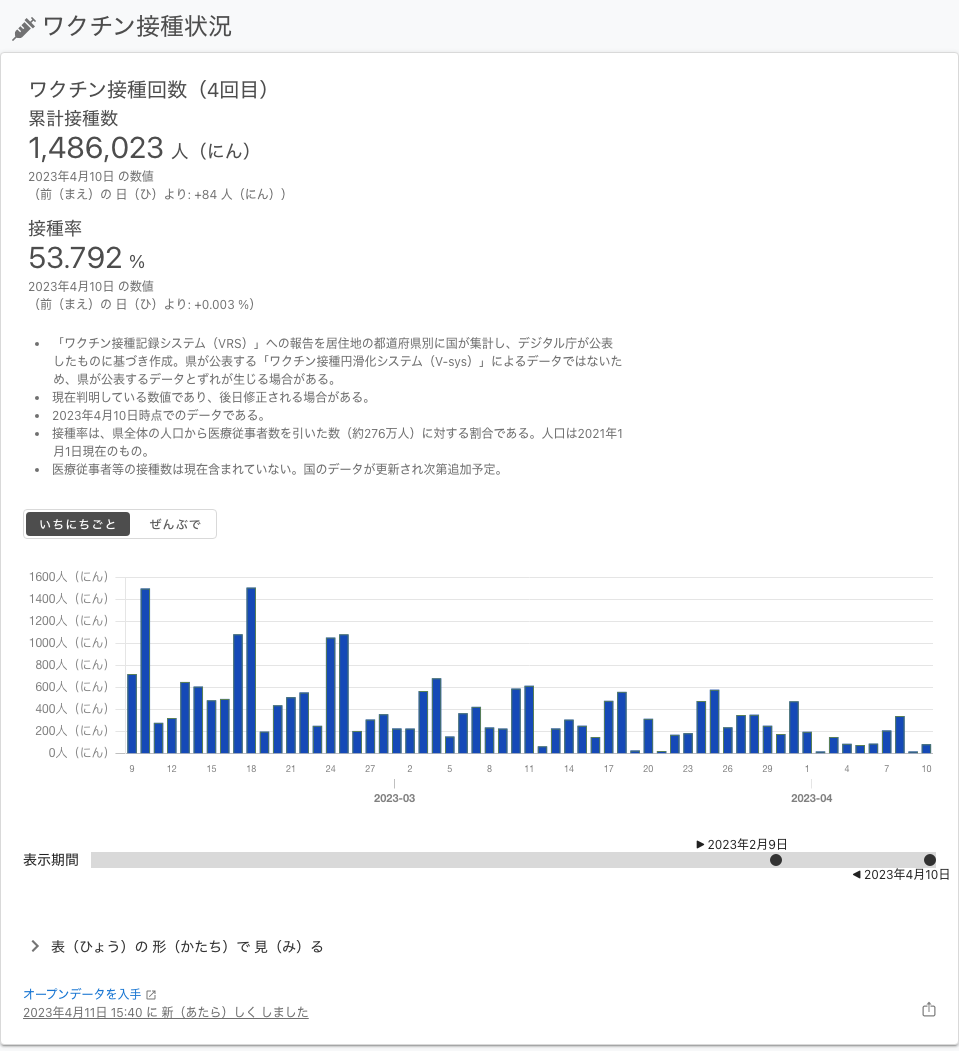 ワクチン接種状況
ワクチン接種回数（4回目）
累計接種数
1,486,023 人（にん）
2023年4月10日 の数値
（前（まえ）の 日（ひ）より: +84 人（にん））
接種率
53.792 %
2023年4月10日 の数値
（前（まえ）の 日（ひ）より: +0.003 %）
• 「ワクチン接種記録システム（VRS）」への報告を居住地の都道府県別に国が集計し、デジタル庁が公表
したものに基づき作成。県が公表する「ワクチン接種円滑化システム（V-sys）」によるデータではないた
め、県が公表するデータとずれが生じる場合がある。
• 現在判明している数値であり、後日修正される場合がある。
• 2023年4月10日時点でのデータである。
• 接種率は、県全体の人口から医療従事者数を引いた数（約276万人）に対する割合である。人口は2021年1
月1日現在のもの。
• 医療従事者等の接種数は現在含まれていない。国のデータが更新され次第追加予定。
いちにちごと ぜんぶで
1600人（にん）
1400人（にん）
1200人（にん）
1000人（にん）
800人（にん）
600人（にん）
400人（にん）
200人（にん）
0人（にん）
9 12 15 18 21 24 27 2 5 8 11 14 17 20 23 26 29 1 4 7 10
2023-03 2023-04
▶ 2023年2月9日
表示期間
◀ 2023年4月10日
表（ひょう）の 形（かたち）で 見（み）る
オープンデータを入手
2023年4月11日 15:40 に 新（あたら）しく しました